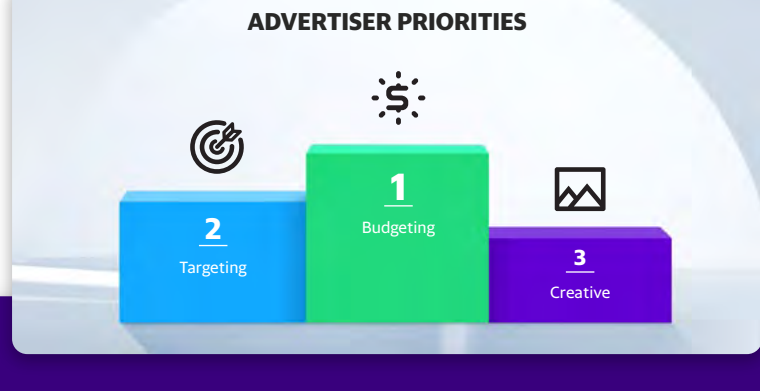 ADVERTISER PRIORITIES
$
1
Budgeting
2
Targeting
3
Creative